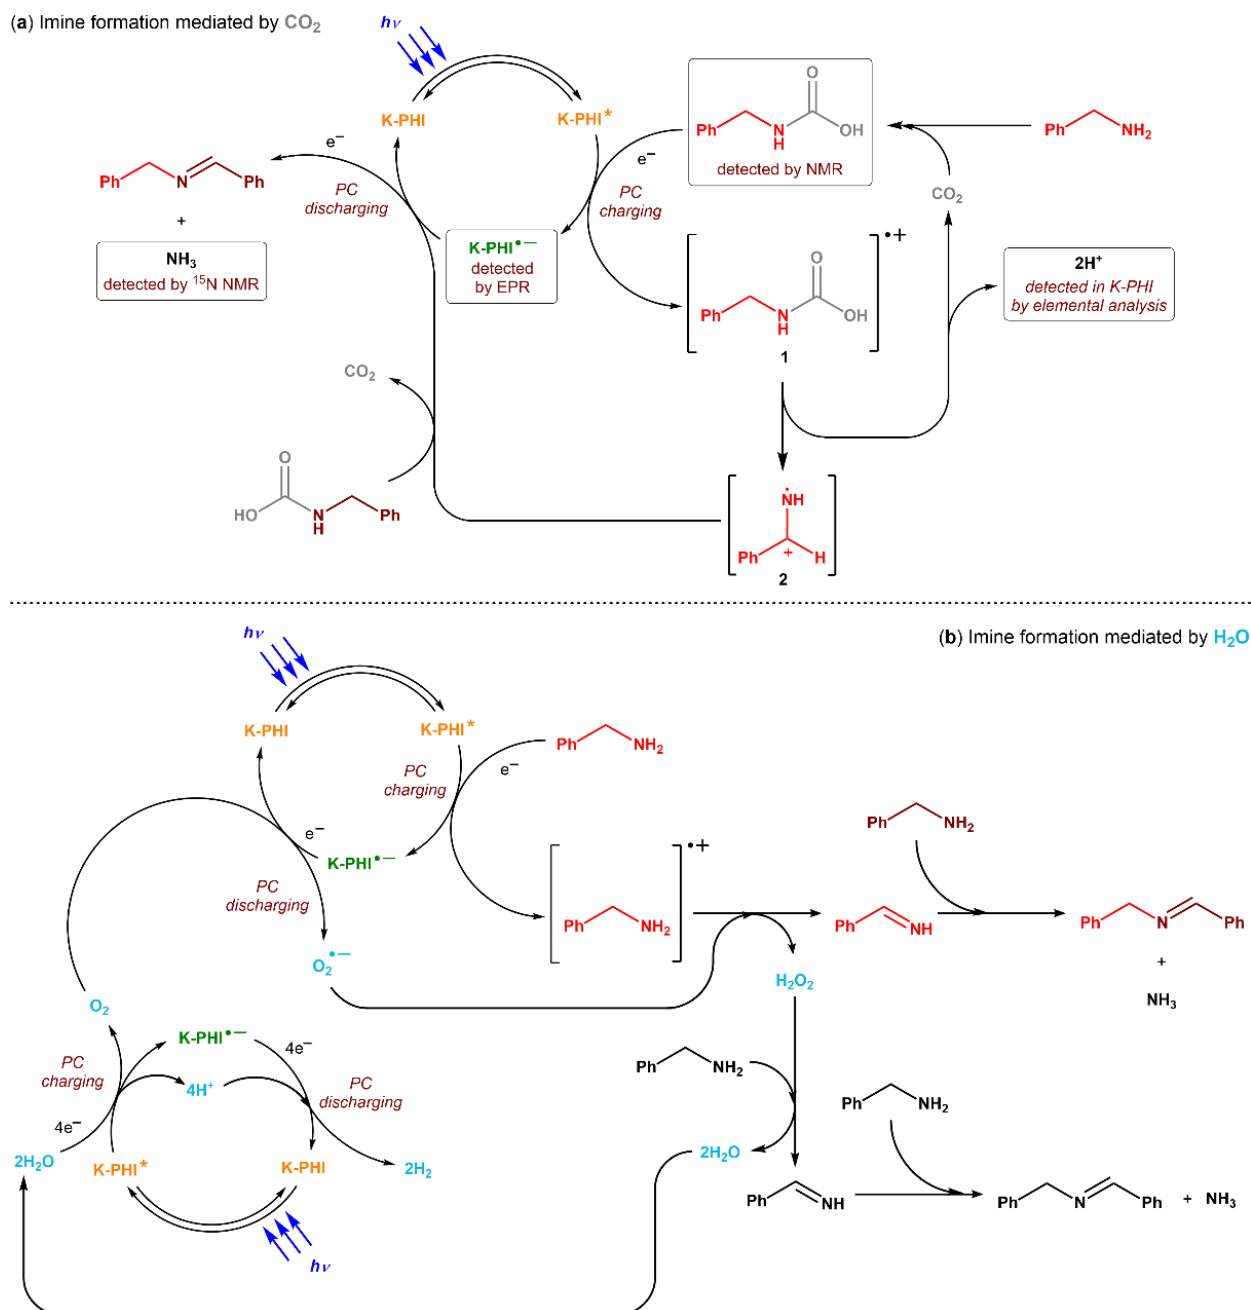 (a) Imine formation mediated by CO2
hν
K-PHI
K-PHI*
O
Ph
N
H
OH
detected by NMR
Ph
NH2
e−
e−
CO2
Ph
N
Ph
PC
discharging
PC
charging
+
NH3
detected by 15N NMR
K-PHI•−
detected
by EPR
•+
O
Ph
N
H
OH
1
2H+
detected in K-PHI
by elemental analysis
CO2
O
HO
N
H
Ph
ṄH
Ph
+
H
2
(b) Imine formation mediated by H2O
hν
K-PHI
K-PHI*
Ph
NH2
PC
charging
e−
e−
K-PHI•−
PC
discharging
•+
Ph
NH2
Ph
NH2
Ph
NH
Ph
N
Ph
+
NH3
O2•−
H2O2
O2
K-PHI•−
4e−
PC
charging
4H+
PC
discharging
4e−
2H2O
K-PHI*
K-PHI
2H2
hν
Ph
NH2
Ph
NH2
2H2O
Ph
NH
Ph
N
Ph
+ NH3